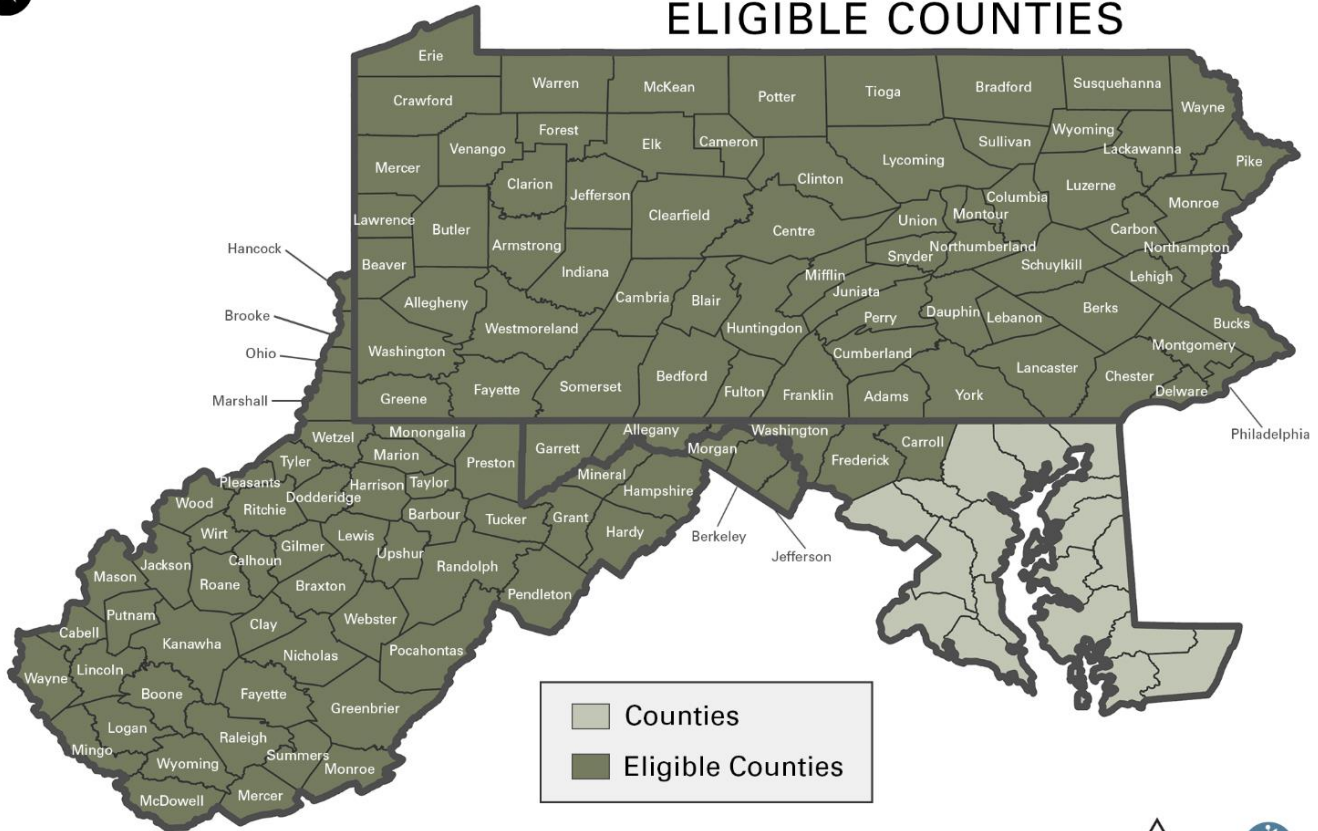 ELIGIBLE COUNTIES
Erie
Warren
McKean
Potter
Tioga
Bradford
Susquehanna
Wayne
Crawford
Forest
Elk
Cameron
Sullivan
Wyoming
Lackawanna
Pike
Mercer
Venango
Clarion
Jefferson
Clinton
Lycoming
Luzerne
Monroe
Lawrence
Butler
Armstrong
Clearfield
Centre
Union
Montour
Columbia
Carbon
Northampton
Hancock
Beaver
Indiana
Snyder
Northumberland
Schuylkill
Lehigh
Mifflin
Juniata
Allegheny
Cambria
Blair
Huntingdon
Perry
Dauphin
Lebanon
Berks
Bucks
Brooke
Westmoreland
Montgomery
Ohio
Washington
Cumberland
Lancaster
Chester
Delware
Marshall
Greene
Fayette
Somerset
Bedford
Fulton
Franklin
Adams
York
Philadelphia
Wetzel
Monongalia
Garrett
Allegany
Washington
Carroll
Tyler
Marion
Preston
Morgan
Frederick
Pleasants
Harrison
Taylor
Mineral
Hampshire
Wood
Ritchie
Dodderidge
Barbour
Tucker
Grant
Hardy
Berkeley
Jefferson
Wirt
Gilmer
Lewis
Upshur
Randolph
Mason
Jackson
Roane
Calhoun
Braxton
Pendleton
Putnam
Clay
Webster
Cabell
Kanawha
Nicholas
Pocahontas
Wayne
Lincoln
Boone
Fayette
Greenbrier
Logan
Raleigh
Mingo
Wyoming
Summers
Monroe
McDowell
Mercer
Counties
Eligible Counties